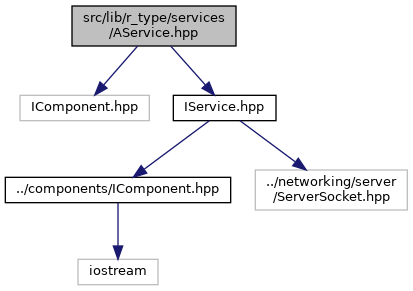 src/lib/r_type/services
/AService.hpp
IComponent.hpp
IService.hpp
../components/IComponent.hpp
../networking/server
/ServerSocket.hpp
iostream